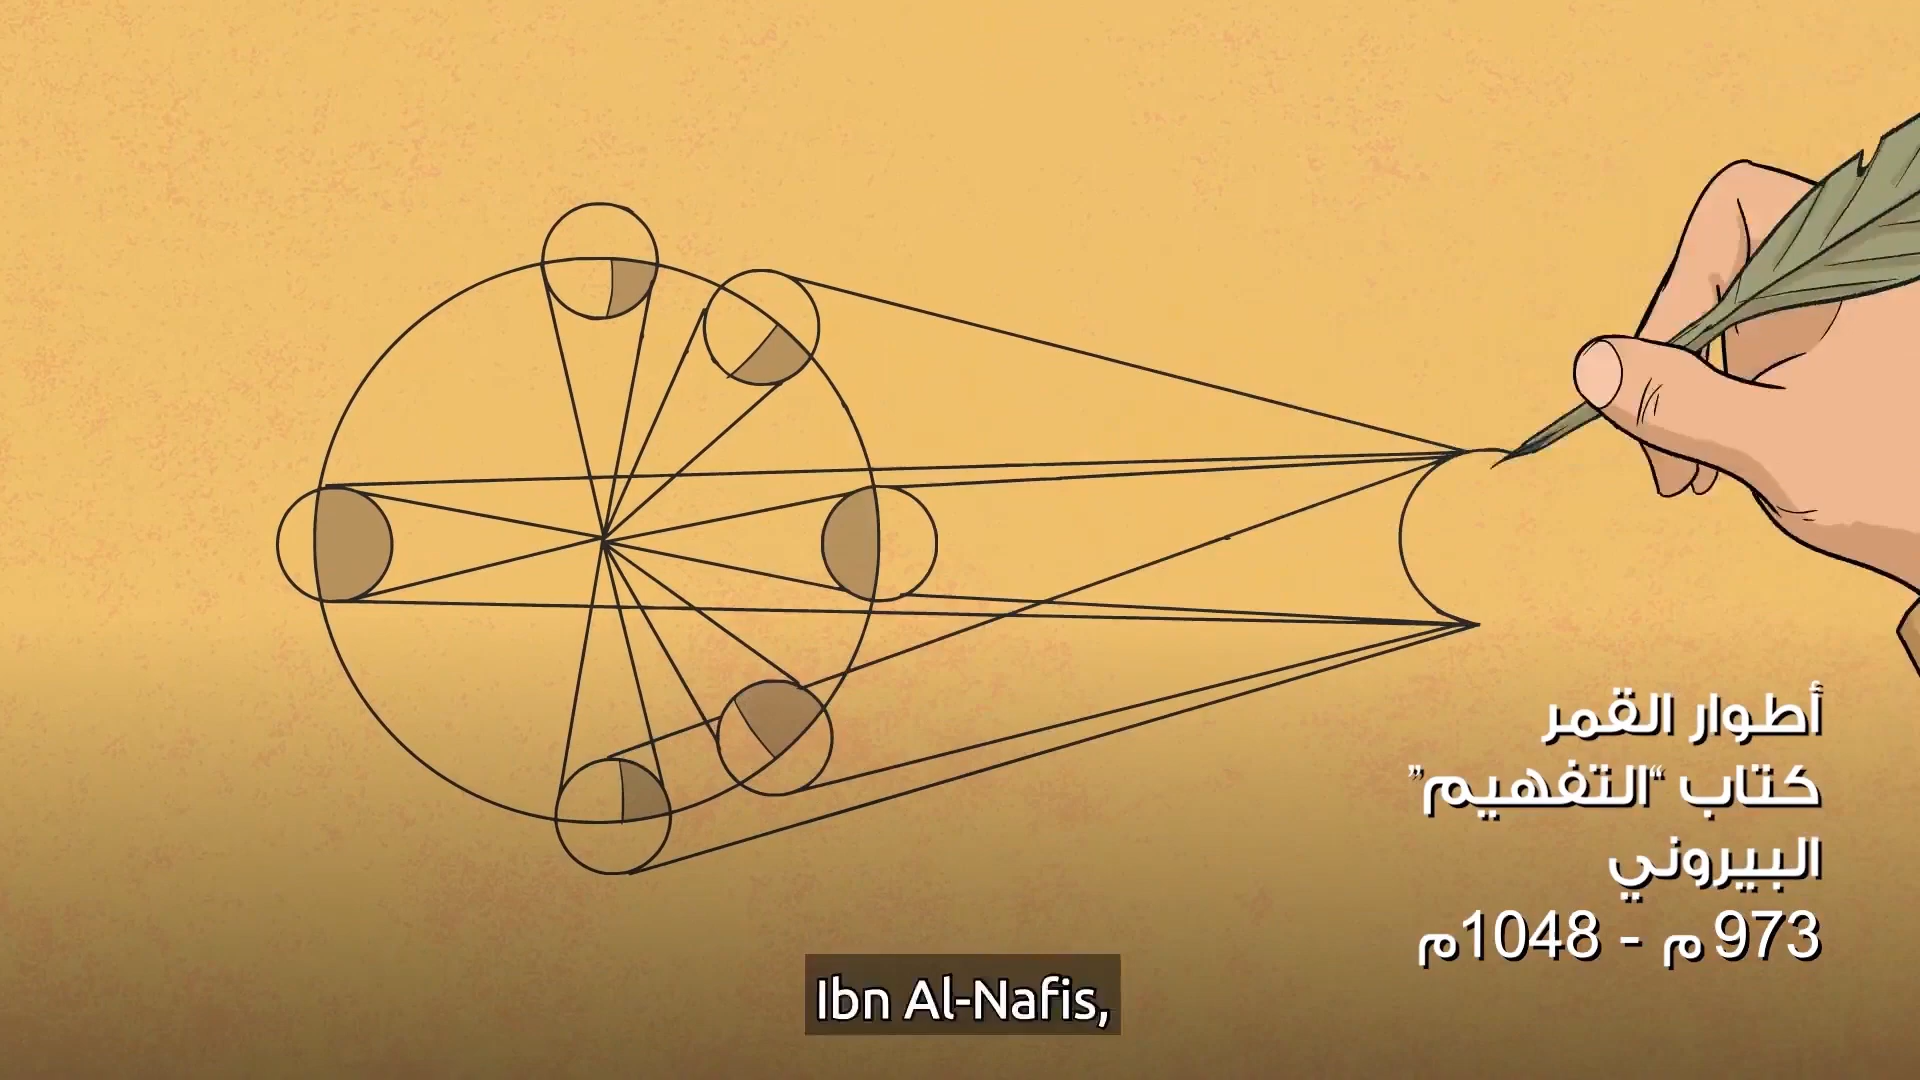 أطوار القمر
كتاب “التفهيم”
البيروني
973م - 1048م
Ibn Al-Nafis,